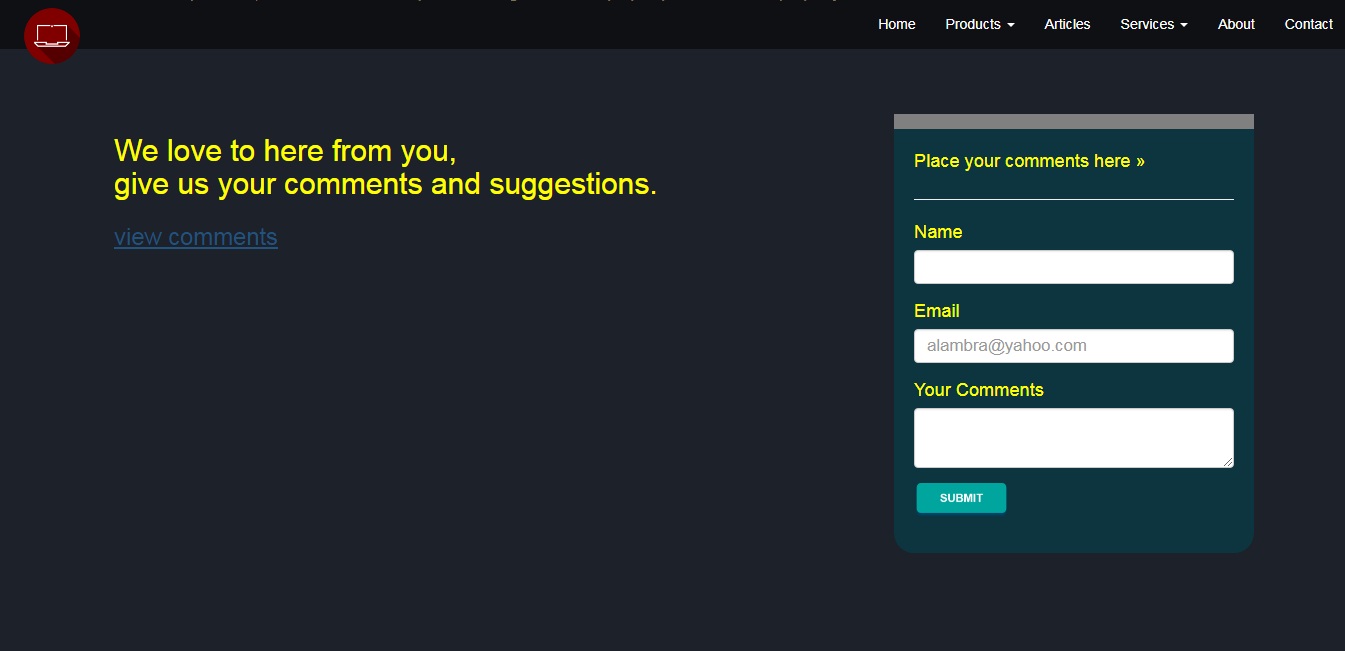 Home Products Articles Services About Contact
We love to here from you,
give us your comments and suggestions.
view comments
Place your comments here »
Name
Email
alambra@yahoo.com
Your Comments
SUBMIT